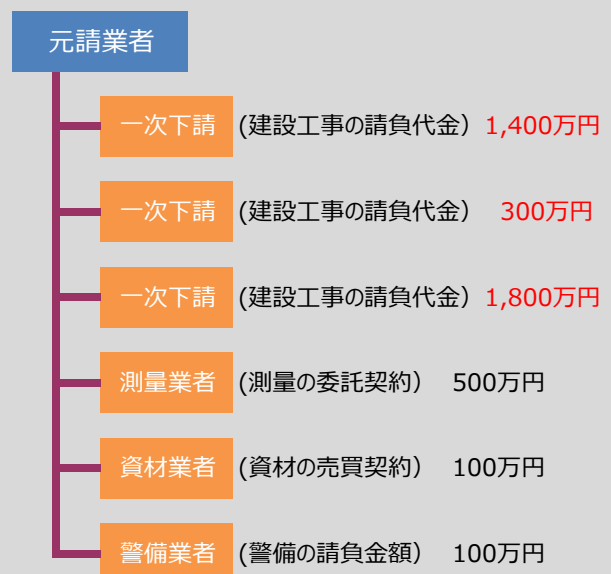 元請業者
一次下請 (建設工事の請負代金) 1,400万円
一次下請 (建設工事の請負代金) 300万円
一次下請 (建設工事の請負代金) 1,800万円
測量業者 (測量の委託契約) 500万円
資材業者 (資材の売買契約) 100万円
警備業者 (警備の請負金額) 100万円